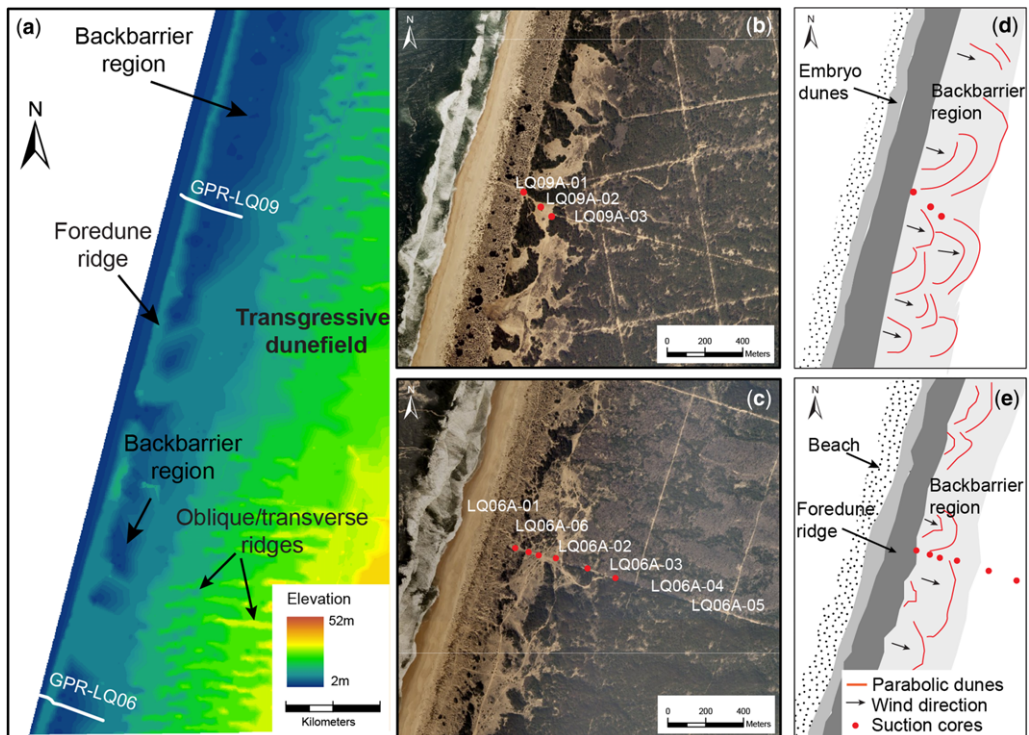 (a)
Backbarrier
region
N
GPR-LQ09
Foredune
ridge
Transgressive
dunefield
Backbarrier
region
Oblique/transverse
ridges
Elevation
52m
2m
Kilometers
GPR-LQ06
(b)
N
LQ09A-01
LQ09A-02
LQ09A-03
0 200 400
Meters
(c)
N
LQ06A-01
LQ06A-06
LQ06A-02
LQ06A-03
LQ06A-04
LQ06A-05
0 200 400
Meters
(d)
N
Embryo
dunes
Backbarrier
region
(e)
N
Beach
Foredune
ridge
Backbarrier
region
Parabolic dunes
Wind direction
Suction cores